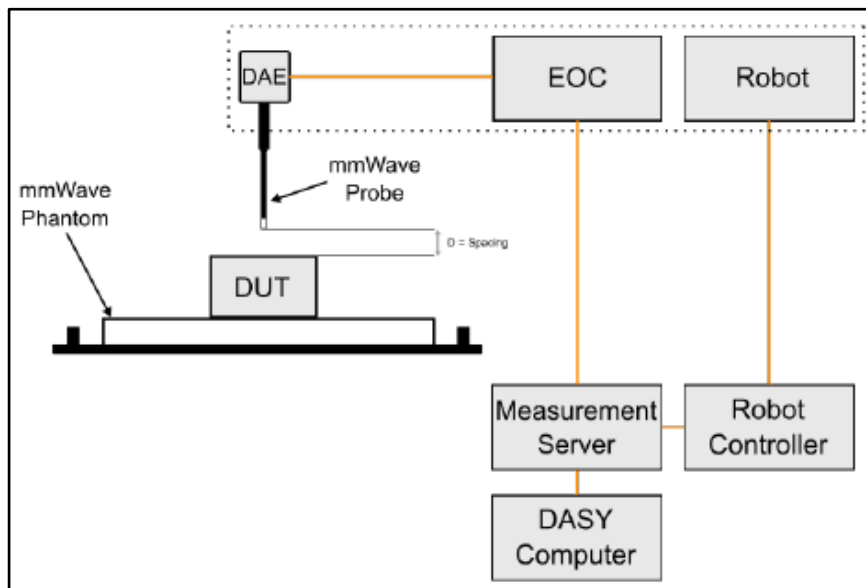 DAE
EOC
Robot
mmWave
Probe
mmWave
Phantom
D = Spacing
DUT
Measurement
Server
Robot
Controller
DASY
Computer